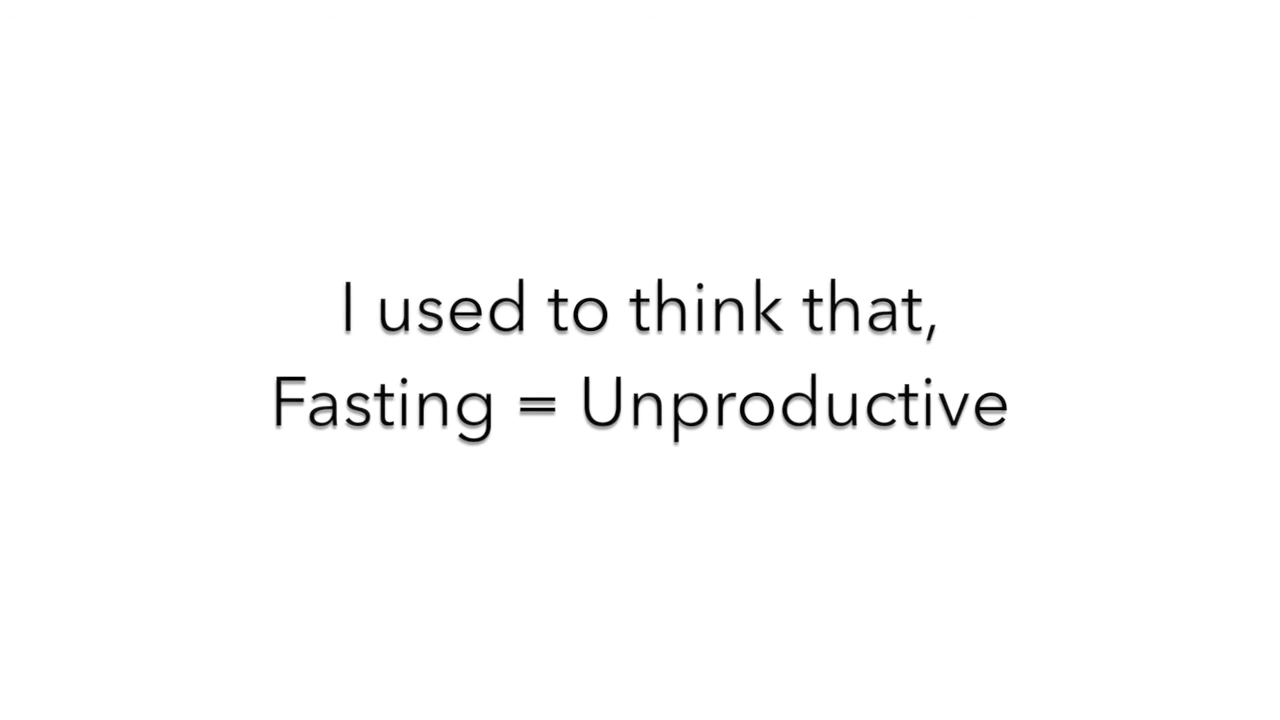 I used to think that,
Fasting = Unproductive